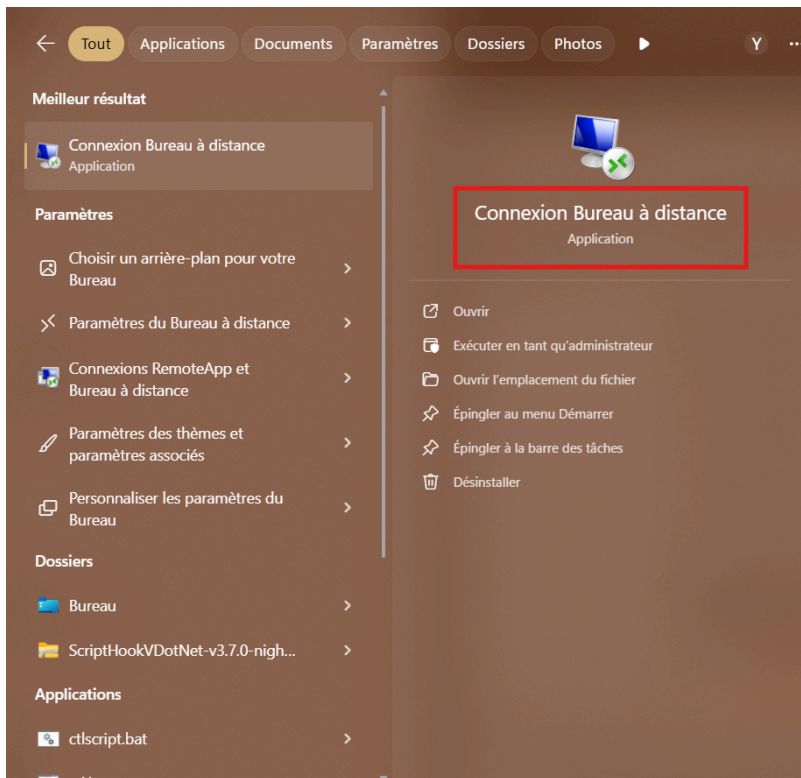 Tout Applications Documents Paramètres Dossiers Photos Y ...
Meilleur résultat
Connexion Bureau à distance
Application
Paramètres
Choisir un arrière-plan pour votre
Bureau
Paramètres du Bureau à distance
Connexions RemoteApp et
Bureau à distance
Paramètres des thèmes et
paramètres associés
Personnaliser les paramètres du
Bureau
Dossiers
Bureau
ScriptHookVDotNet-v3.7.0-nigh...
Applications
ctlscript.bat
Connexion Bureau à distance
Application
Ouvrir
Exécuter en tant qu'administrateur
Ouvrir l'emplacement du fichier
Épingler au menu Démarrer
Épingler à la barre des tâches
Désinstaller